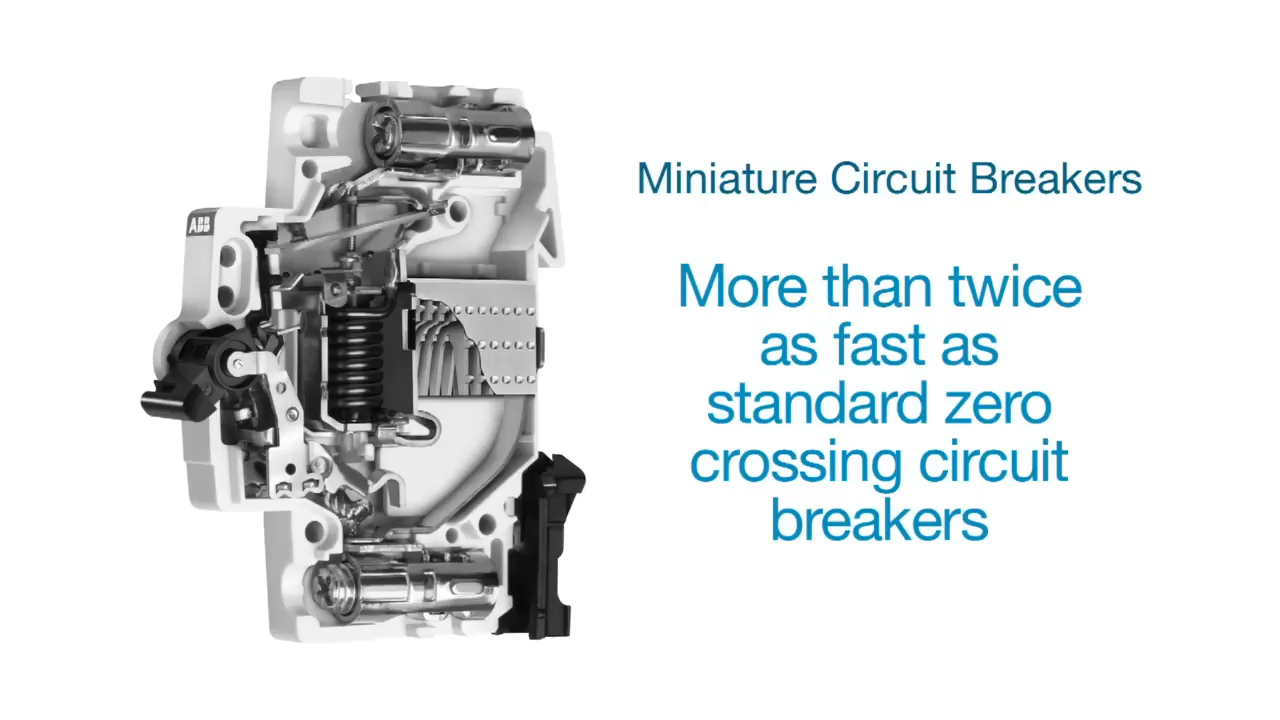 ABB
Miniature Circuit Breakers
More than twice
as fast as
standard zero
crossing circuit
breakers